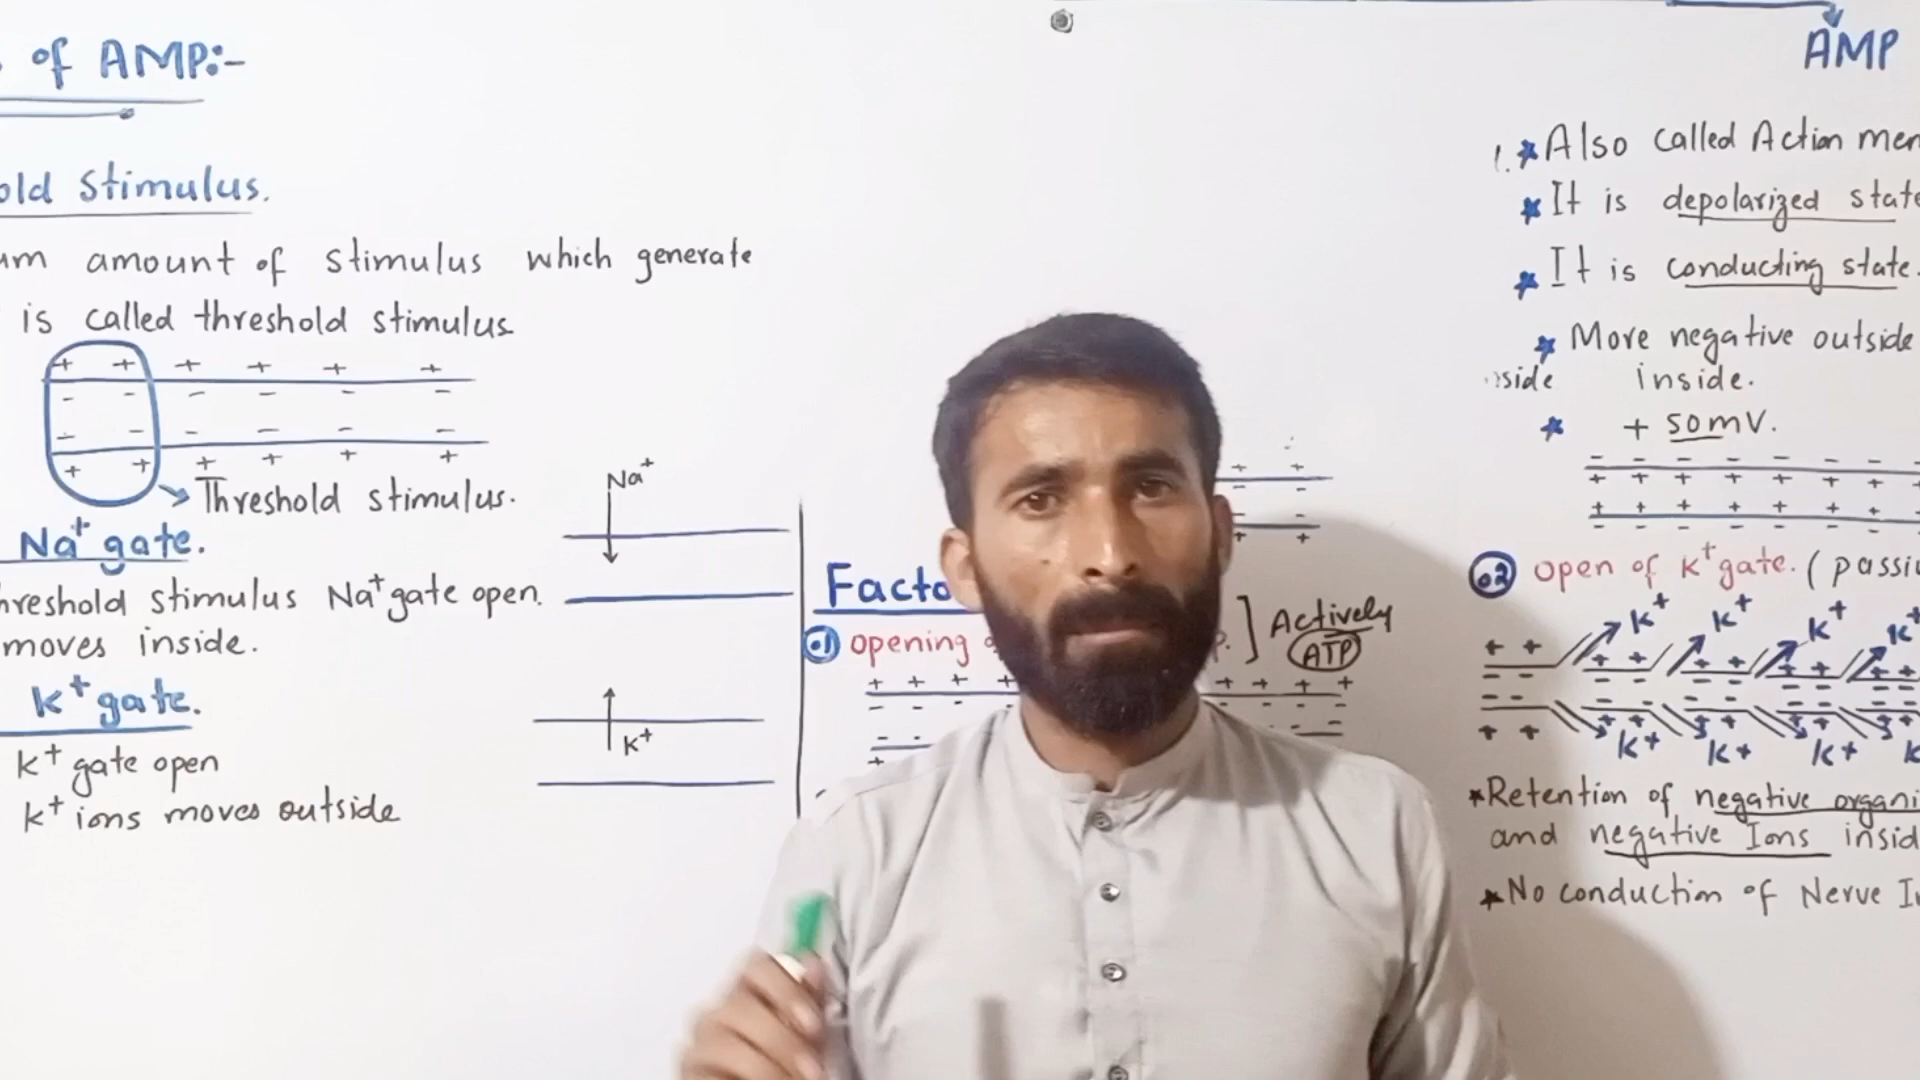 of AMP:-
old Stimulus.
um amount of stimulus which generate
is called threshold stimulus
Threshold stimulus.
Na+ gate.
hreshold stimulus Na+ gate open.
moves inside.
K+ gate.
K+ gate open
K+ ions moves outside
Na+
K+
Facto
01 opening
P. ] Actively
ATP
AMP
1. * Also called Action mem
* It is depolarized state
* It is conducting state.
* More negative outside
side inside.
* + 50mV.
02 open of K+ gate. (passi
K+ K+ K+ K+
K+ K+ K+ K
*Retention of negative organi
and negative Ions insid
*No conduction of Nerve I